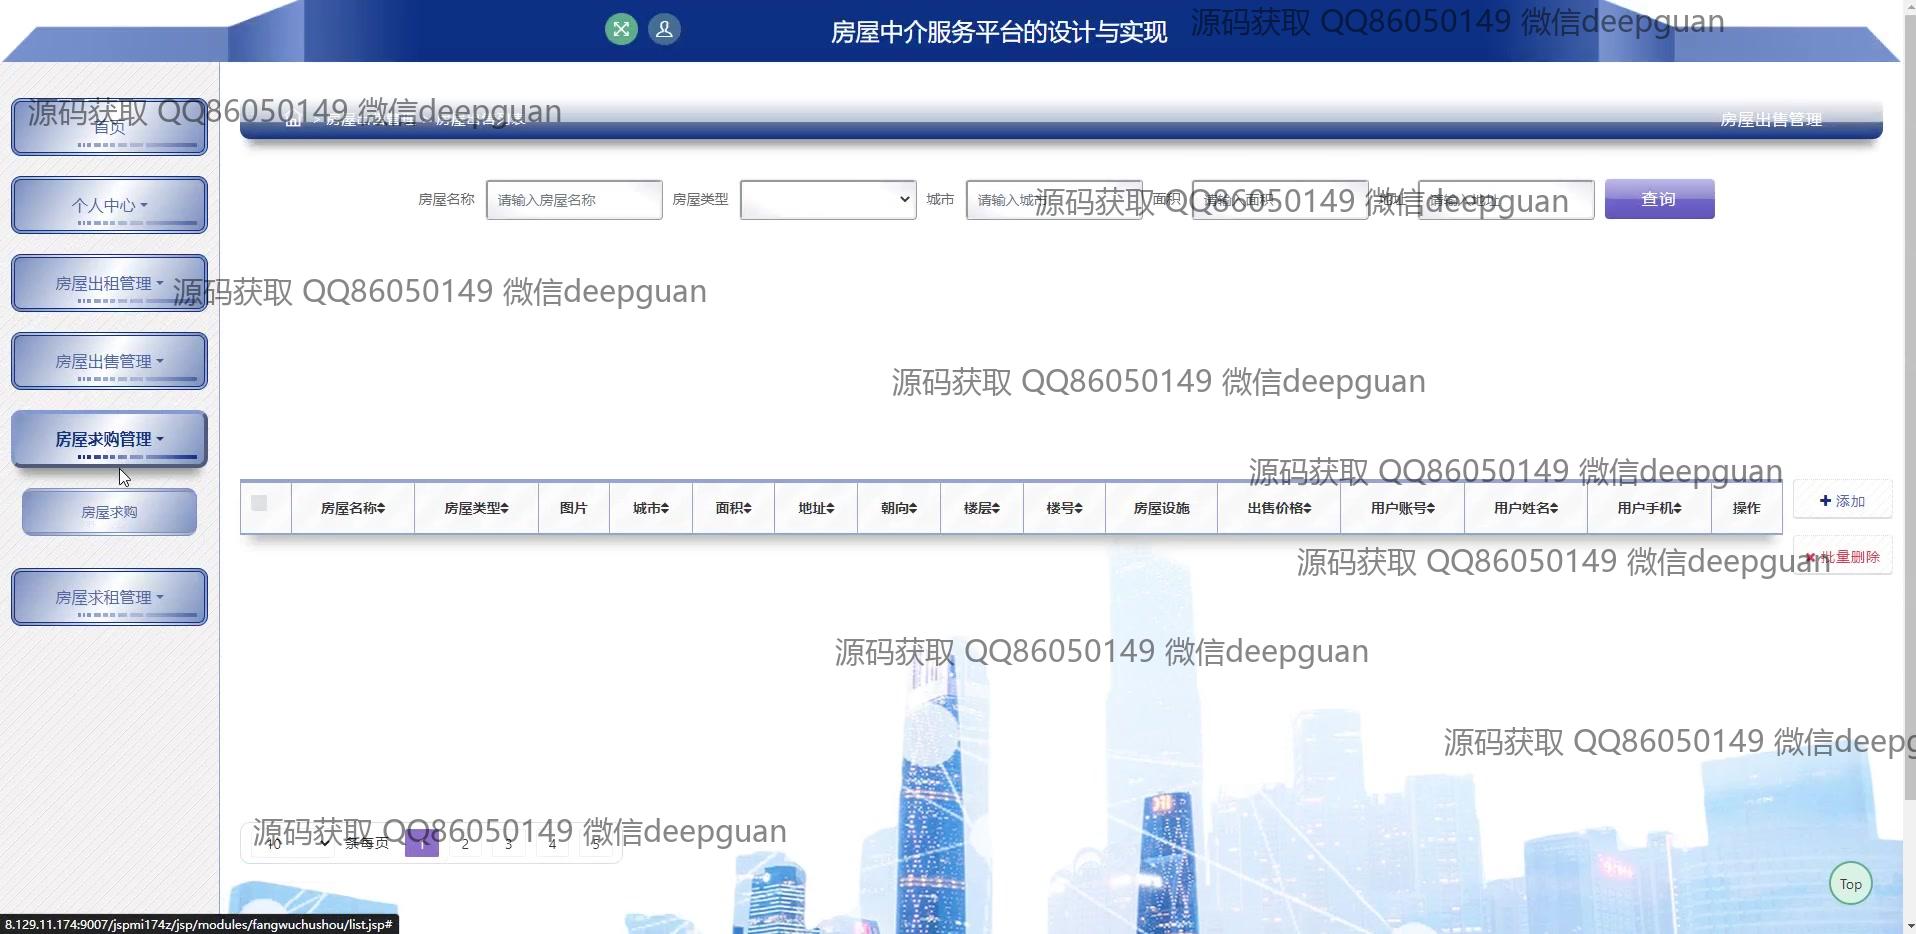 房屋中介服务平台的设计与实现
源码获取 QQ86050149 微信deepguan
源码获取 QQ86050149 微信deepguan
首页
房屋出售管理
个人中心
房屋名称 请输入房屋名称 房屋类型 城市 请输入城市 面积 请输入面积 地址 请输入地址 查询
源码获取 QQ86050149 微信deepguan
房屋出租管理
源码获取 QQ86050149 微信deepguan
房屋出售管理
源码获取 QQ86050149 微信deepguan
房屋求购管理
源码获取 QQ86050149 微信deepguan
房屋求购
房屋名称 房屋类型 图片 城市 面积 地址 朝向 楼层 楼号 房屋设施 出售价格 用户账号 用户姓名 用户手机 操作
添加
源码获取 QQ86050149 微信deepguan
批量删除
房屋求租管理
源码获取 QQ86050149 微信deepguan
源码获取 QQ86050149 微信deepg
源码获取 QQ86050149 微信deepguan
10 条每页 1 2 3 4 5
Top
8.129.11.174:9007/jspmi174z/jsp/modules/fangwuchushou/list.jsp#